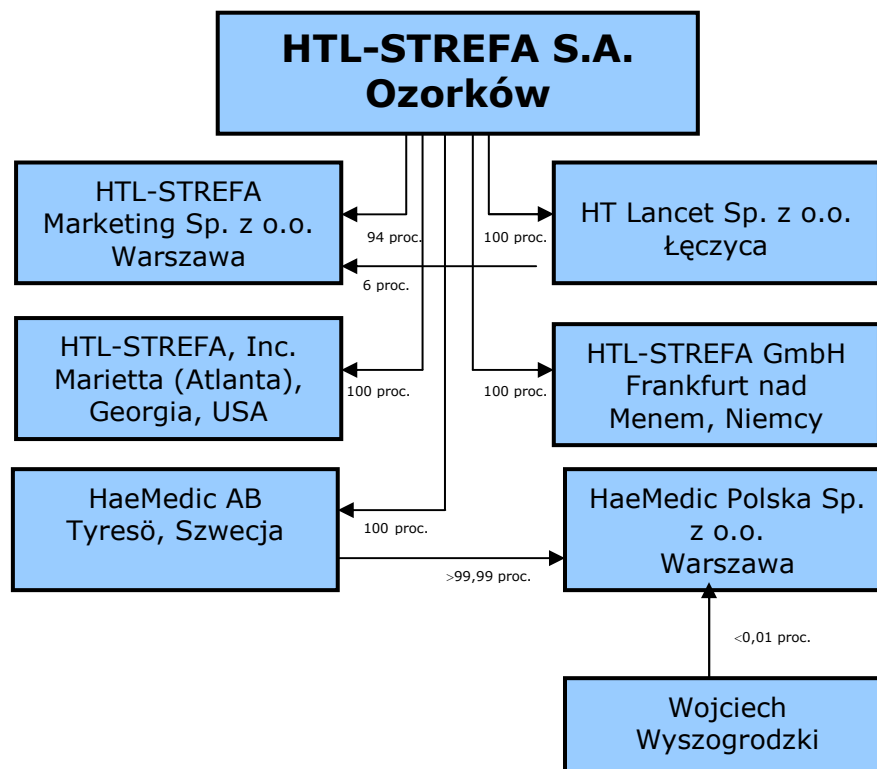 HTL-STREFA S.A.
Ozorków
HTL-STREFA
Marketing Sp. z o.o.
Warszawa
94 proc.
100 proc.
HT Lancet Sp. z o.o.
Łęczyca
6 proc.
HTL-STREFA, Inc.
Marietta (Atlanta),
Georgia, USA
100 proc.
100 proc.
HTL-STREFA GmbH
Frankfurt nad
Menem, Niemcy
HaeMedic AB
Tyresö, Szwecja
100 proc.
>99,99 proc.
HaeMedic Polska Sp.
z o.o.
Warszawa
<0,01 proc.
Wojciech
Wyszogrodzki